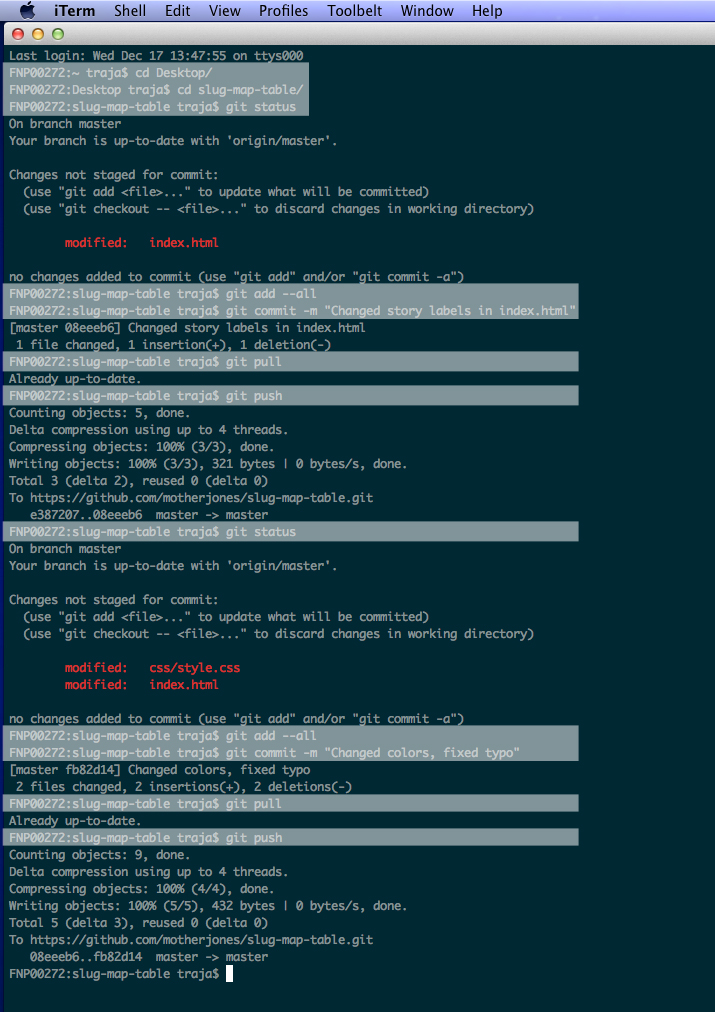 iTerm Shell Edit View Profiles Toolbelt Window Help
Last login: Wed Dec 17 13:47:55 on ttys000
FNP00272:~ traja$ cd Desktop/
FNP00272:Desktop traja$ cd slug-map-table/
FNP00272:slug-map-table traja$ git status
On branch master
Your branch is up-to-date with 'origin/master'.
Changes not staged for commit:
  (use "git add <file>..." to update what will be committed)
  (use "git checkout -- <file>..." to discard changes in working directory)
        modified:   index.html
no changes added to commit (use "git add" and/or "git commit -a")
FNP00272:slug-map-table traja$ git add --all
FNP00272:slug-map-table traja$ git commit -m "Changed story labels in index.html"
[master 08eeeb6] Changed story labels in index.html
 1 file changed, 1 insertion(+), 1 deletion(-)
FNP00272:slug-map-table traja$ git pull
Already up-to-date.
FNP00272:slug-map-table traja$ git push
Counting objects: 5, done.
Delta compression using up to 4 threads.
Compressing objects: 100% (3/3), done.
Writing objects: 100% (3/3), 321 bytes | 0 bytes/s, done.
Total 3 (delta 2), reused 0 (delta 0)
To https://github.com/motherjones/slug-map-table.git
   e387207..08eeeb6  master -> master
FNP00272:slug-map-table traja$ git status
On branch master
Your branch is up-to-date with 'origin/master'.
Changes not staged for commit:
  (use "git add <file>..." to update what will be committed)
  (use "git checkout -- <file>..." to discard changes in working directory)
        modified:   css/style.css
        modified:   index.html
no changes added to commit (use "git add" and/or "git commit -a")
FNP00272:slug-map-table traja$ git add --all
FNP00272:slug-map-table traja$ git commit -m "Changed colors, fixed typo"
[master fb82d14] Changed colors, fixed typo
 2 files changed, 2 insertions(+), 2 deletions(-)
FNP00272:slug-map-table traja$ git pull
Already up-to-date.
FNP00272:slug-map-table traja$ git push
Counting objects: 9, done.
Delta compression using up to 4 threads.
Compressing objects: 100% (4/4), done.
Writing objects: 100% (5/5), 432 bytes | 0 bytes/s, done.
Total 5 (delta 3), reused 0 (delta 0)
To https://github.com/motherjones/slug-map-table.git
   08eeeb6..fb82d14  master -> master
FNP00272:slug-map-table traja$